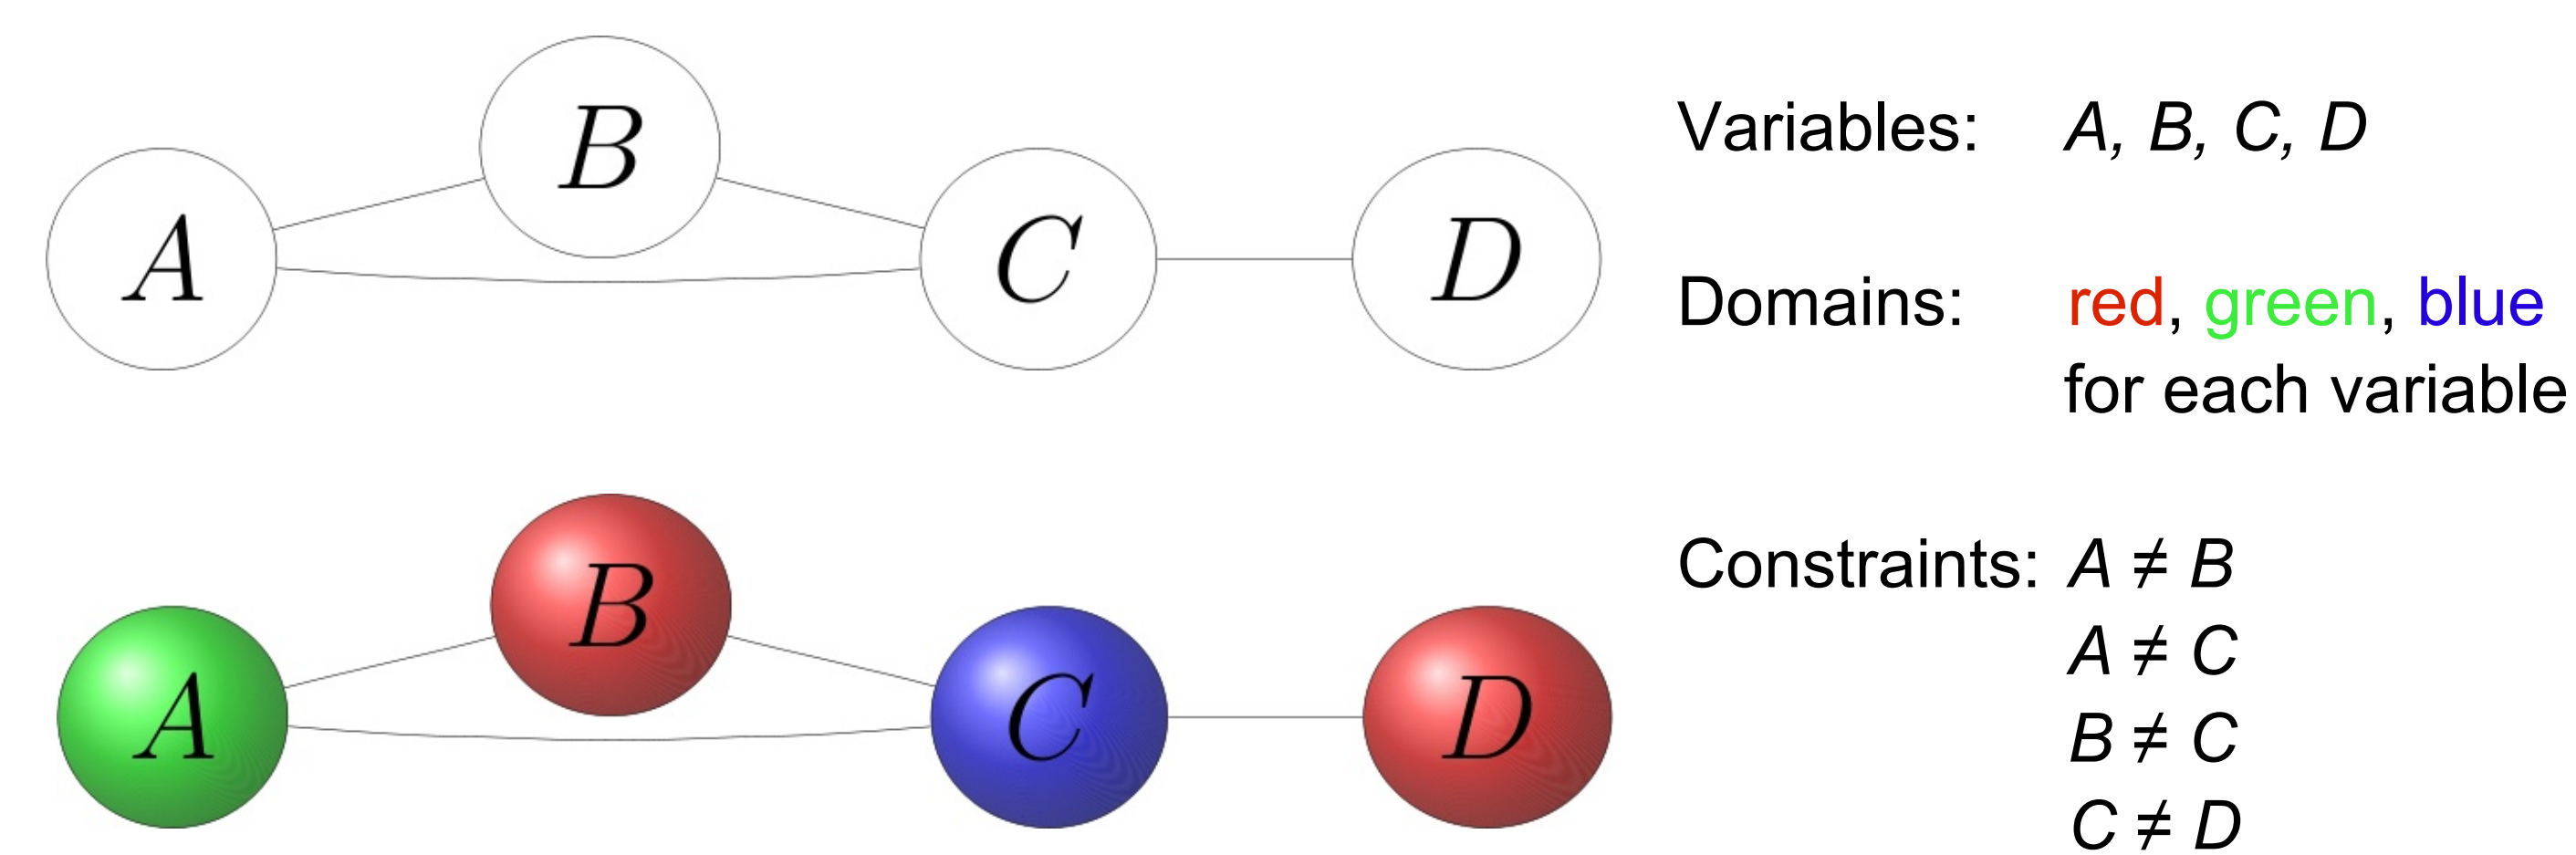 B
A
C
D
Variables: A, B, C, D
Domains: red, green, blue
for each variable
B
A
C
D
Constraints: A ≠ B
A ≠ C
B ≠ C
C ≠ D